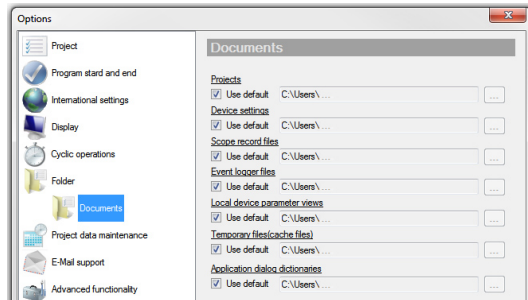 Options
Project
Program stard and end
International settings
Display
Cyclic operations
Folder
Documents
Project data maintenance
E-Mail support
Advanced functionality
Documents
Projects
Use default C:\Users\ ...
...
Device settings
Use default C:\Users\ ...
...
Scope record files
Use default C:\Users\ ...
...
Event logger files
Use default C:\Users\ ...
...
Local device parameter views
Use default C:\Users\ ...
...
Temporary files(cache files)
Use default C:\Users\ ...
...
Application dialog dictionaries
Use default C:\Users\ ...
...